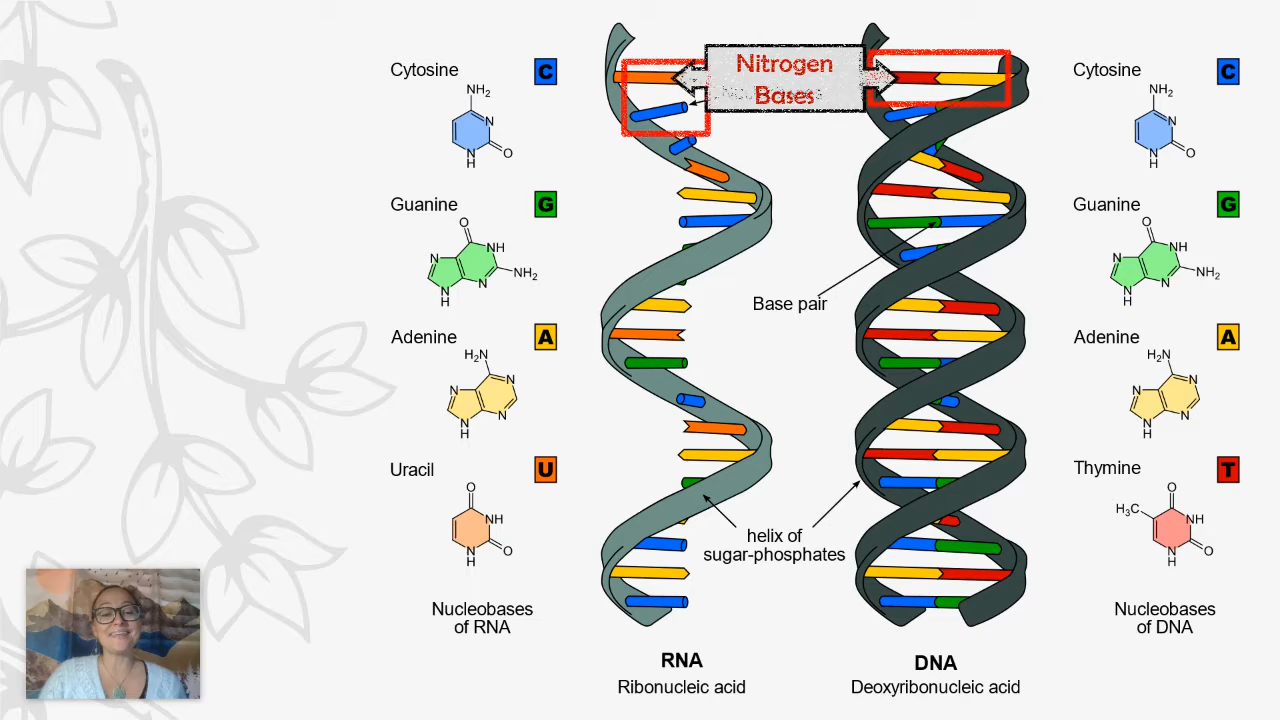 Cytosine
C
NH₂
N
N
H
O
Guanine
G
O
N
NH
N
H
N
NH₂
Adenine
A
H₂N
N
N
N
H
N
Uracil
U
O
NH
N
H
O
Nucleobases
of RNA
Nitrogen
Bases
Base pair
helix of
sugar-phosphates
RNA
Ribonucleic acid
DNA
Deoxyribonucleic acid
Cytosine
C
NH₂
N
N
H
O
Guanine
G
O
N
NH
N
H
N
NH₂
Adenine
A
H₂N
N
N
N
H
N
Thymine
T
O
H₃C
NH
N
H
O
Nucleobases
of DNA